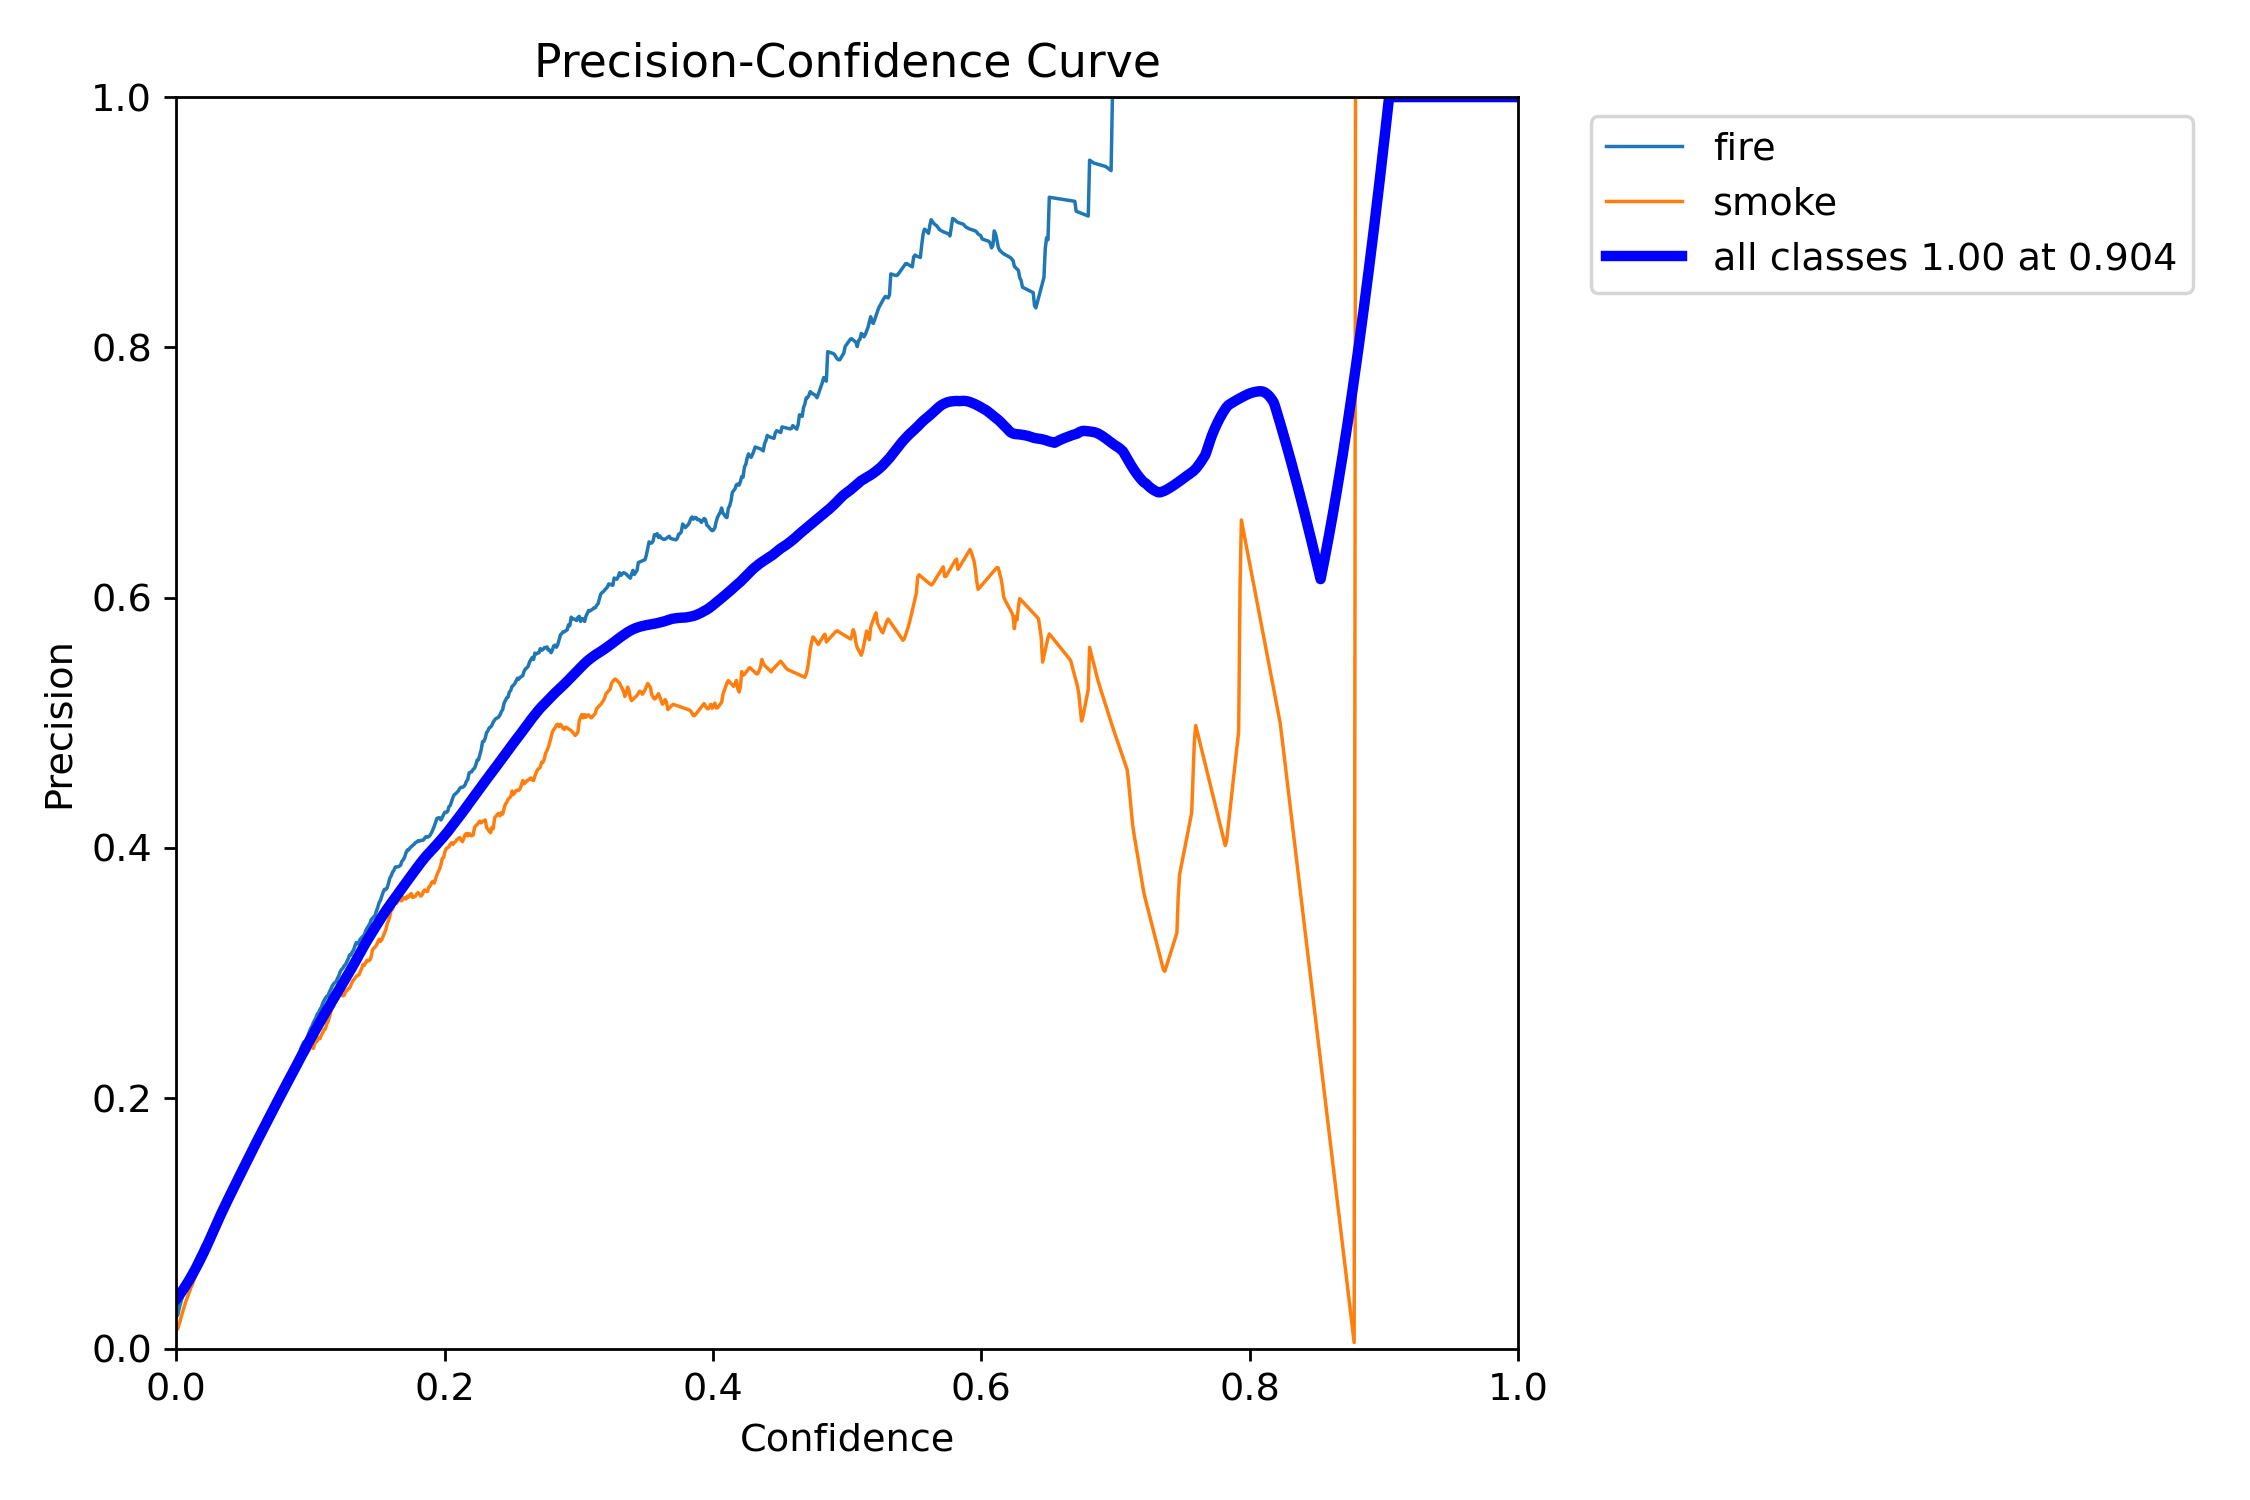 Precision-Confidence Curve
1.0
0.8
0.6
0.4
0.2
0.0
Precision
0.0 0.2 0.4 0.6 0.8 1.0
Confidence
fire
smoke
all classes 1.00 at 0.904